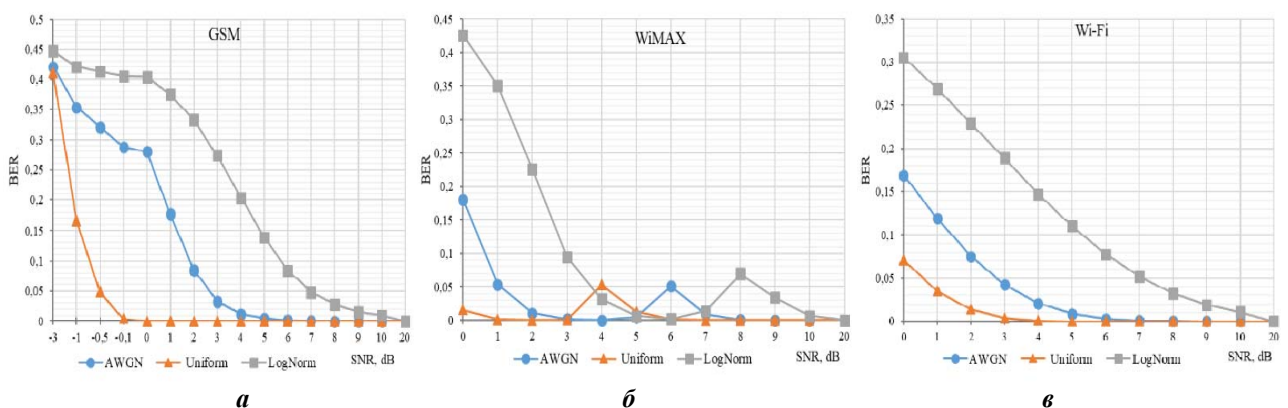 GSM
BER
0,5
0,45
0,4
0,35
0,3
0,25
0,2
0,15
0,1
0,05
0
-3 -1 -0,5 -0,1 0 1 2 3 4 5 6 7 8 9 10 20
AWGN Uniform LogNorm SNR, dB
а
WiMAX
BER
0,45
0,4
0,35
0,3
0,25
0,2
0,15
0,1
0,05
0
0 1 2 3 4 5 6 7 8 9 10 20
AWGN Uniform LogNorm SNR, dB
б
Wi-Fi
BER
0,35
0,3
0,25
0,2
0,15
0,1
0,05
0
0 1 2 3 4 5 6 7 8 9 10 20
AWGN Uniform LogNorm SNR, dB
в